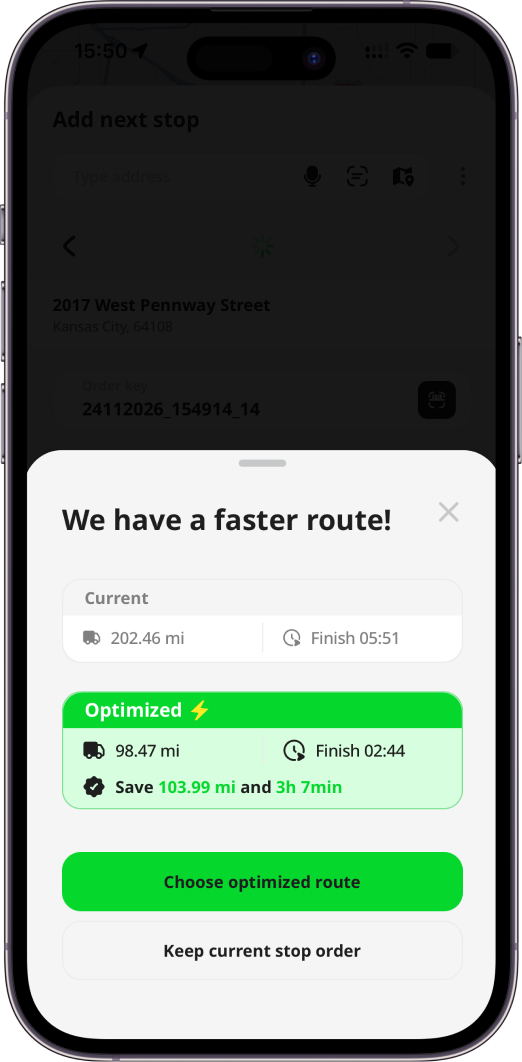 15:50
Add next stop
Type address
2017 West Pennway Street
Kansas City, 64108
Order key
24112026_154914_14
We have a faster route!
Current
202.46 mi
Finish 05:51
Optimized ⚡
98.47 mi
Finish 02:44
Save 103.99 mi and 3h 7min
Choose optimized route
Keep current stop order